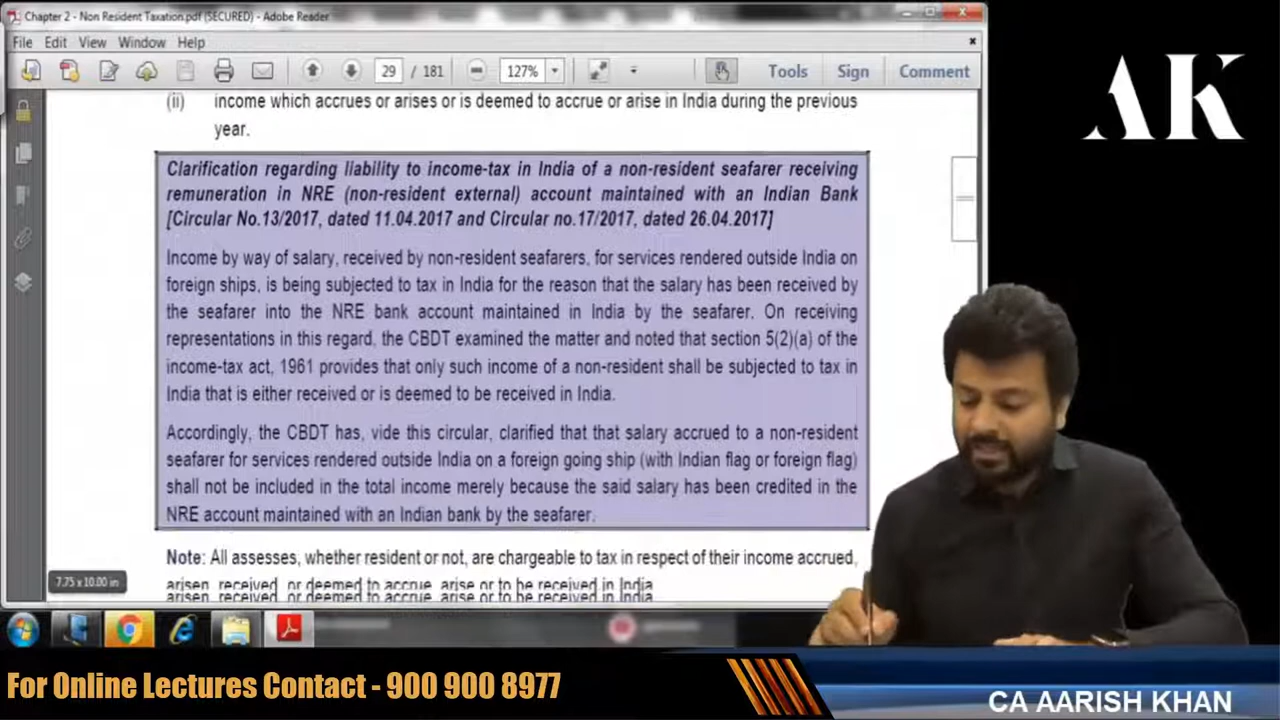 Chapter 2 - Non Resident Taxation.pdf (SECURED) - Adobe Reader
File Edit View Window Help
29 / 181 127% Tools Sign Comment
AK
(ii) income which accrues or arises or is deemed to accrue or arise in India during the previous
year.
Clarification regarding liability to income-tax in India of a non-resident seafarer receiving
remuneration in NRE (non-resident external) account maintained with an Indian Bank
[Circular No.13/2017, dated 11.04.2017 and Circular no.17/2017, dated 26.04.2017]
Income by way of salary, received by non-resident seafarers, for services rendered outside India on
foreign ships, is being subjected to tax in India for the reason that the salary has been received by
the seafarer into the NRE bank account maintained in India by the seafarer. On receiving
representations in this regard, the CBDT examined the matter and noted that section 5(2)(a) of the
income-tax act, 1961 provides that only such income of a non-resident shall be subjected to tax in
India that is either received or is deemed to be received in India.
Accordingly, the CBDT has, vide this circular, clarified that that salary accrued to a non-resident
seafarer for services rendered outside India on a foreign going ship (with Indian flag or foreign flag)
shall not be included in the total income merely because the said salary has been credited in the
NRE account maintained with an Indian bank by the seafarer.
Note: All assesses, whether resident or not, are chargeable to tax in respect of their income accrued,
arisen, received, or deemed to accrue, arise or to be received in India
7.75 x 10.00 in
For Online Lectures Contact - 900 900 8977
CA AARISH KHAN